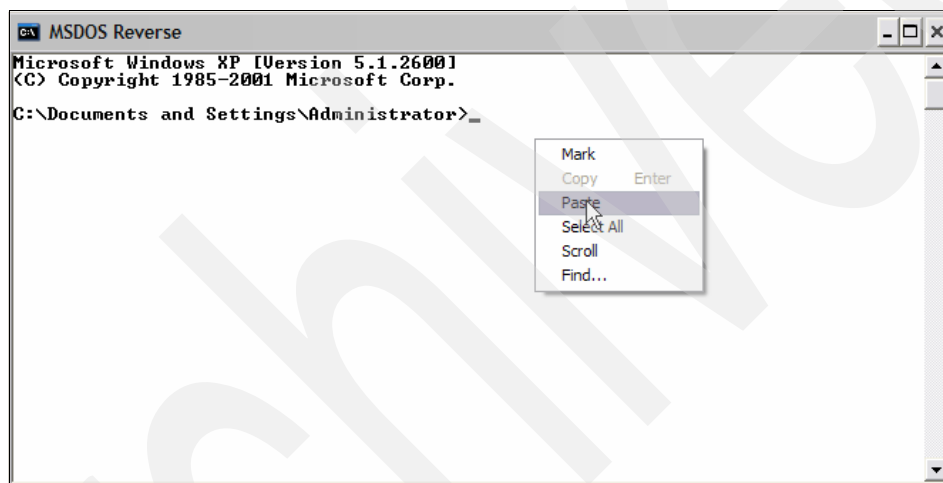 MSDOS Reverse
Microsoft Windows XP [Version 5.1.2600]
(C) Copyright 1985-2001 Microsoft Corp.
C:\Documents and Settings\Administrator>_
Mark
Copy Enter
Paste
Select All
Scroll
Find...